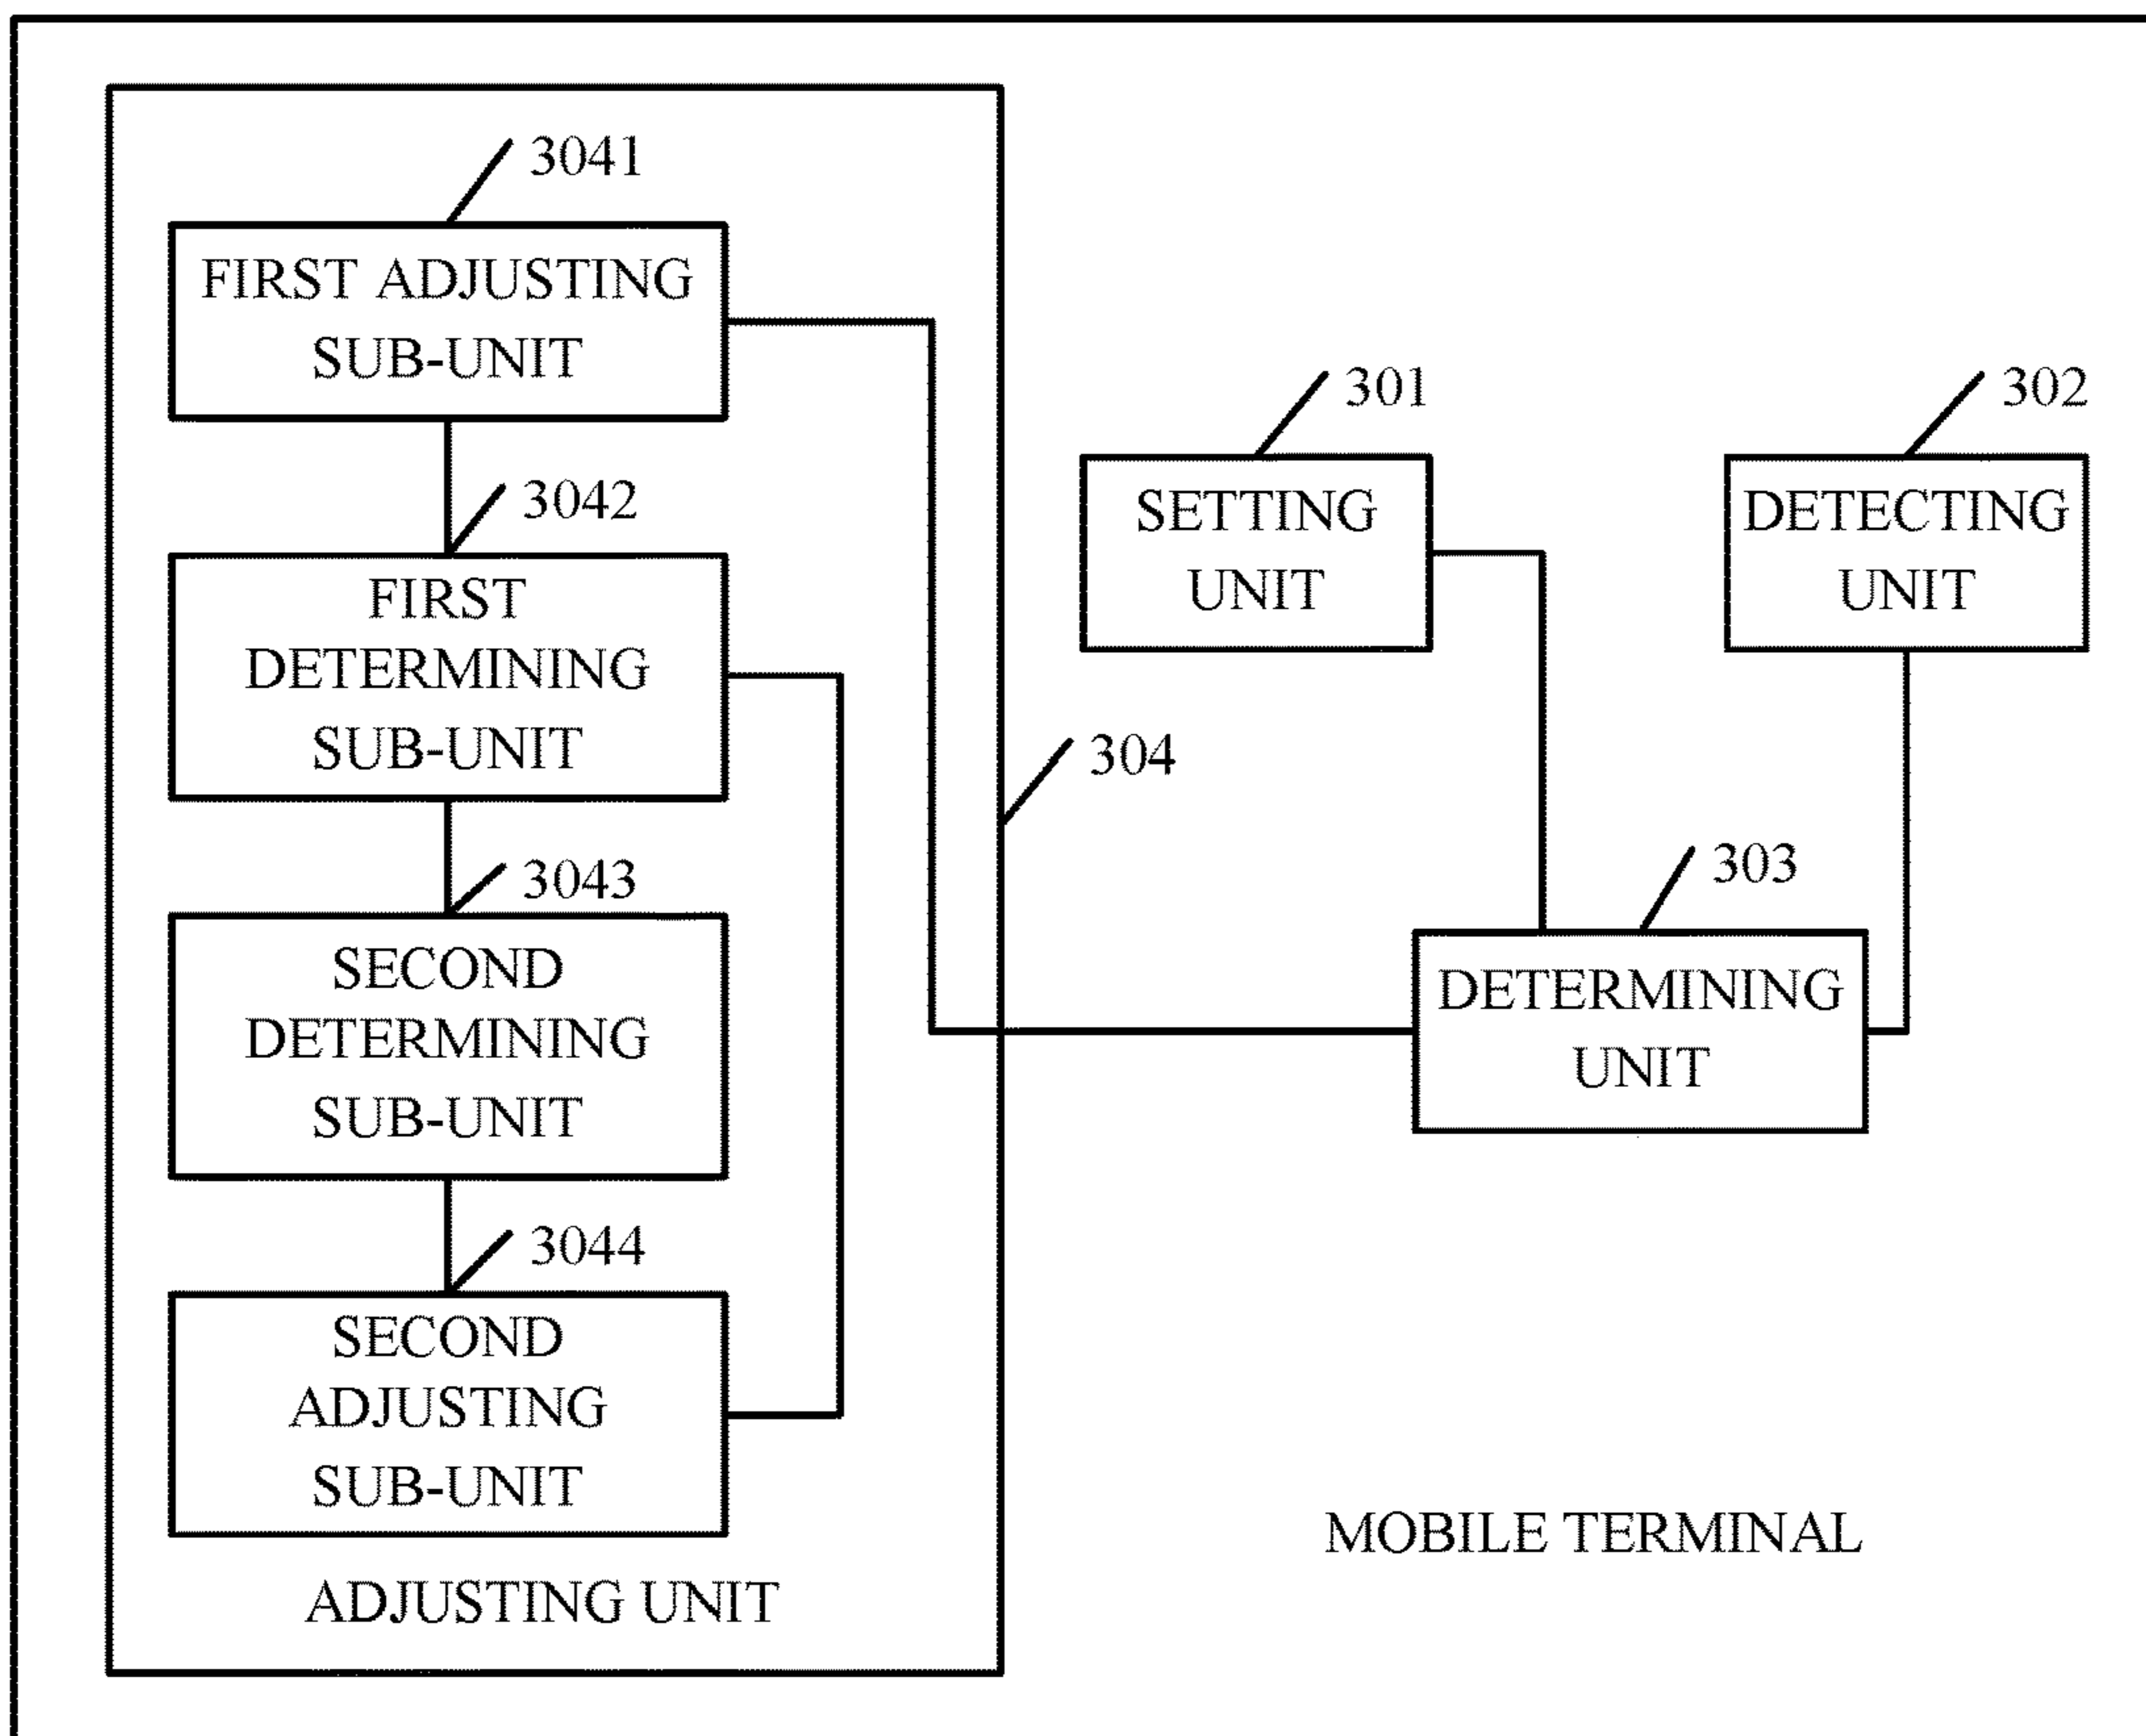 3041
FIRST ADJUSTING
SUB-UNIT
3042
FIRST
DETERMINING
SUB-UNIT
3043
SECOND
DETERMINING
SUB-UNIT
3044
SECOND
ADJUSTING
SUB-UNIT
ADJUSTING UNIT
304
301
SETTING
UNIT
302
DETECTING
UNIT
303
DETERMINING
UNIT
MOBILE TERMINAL